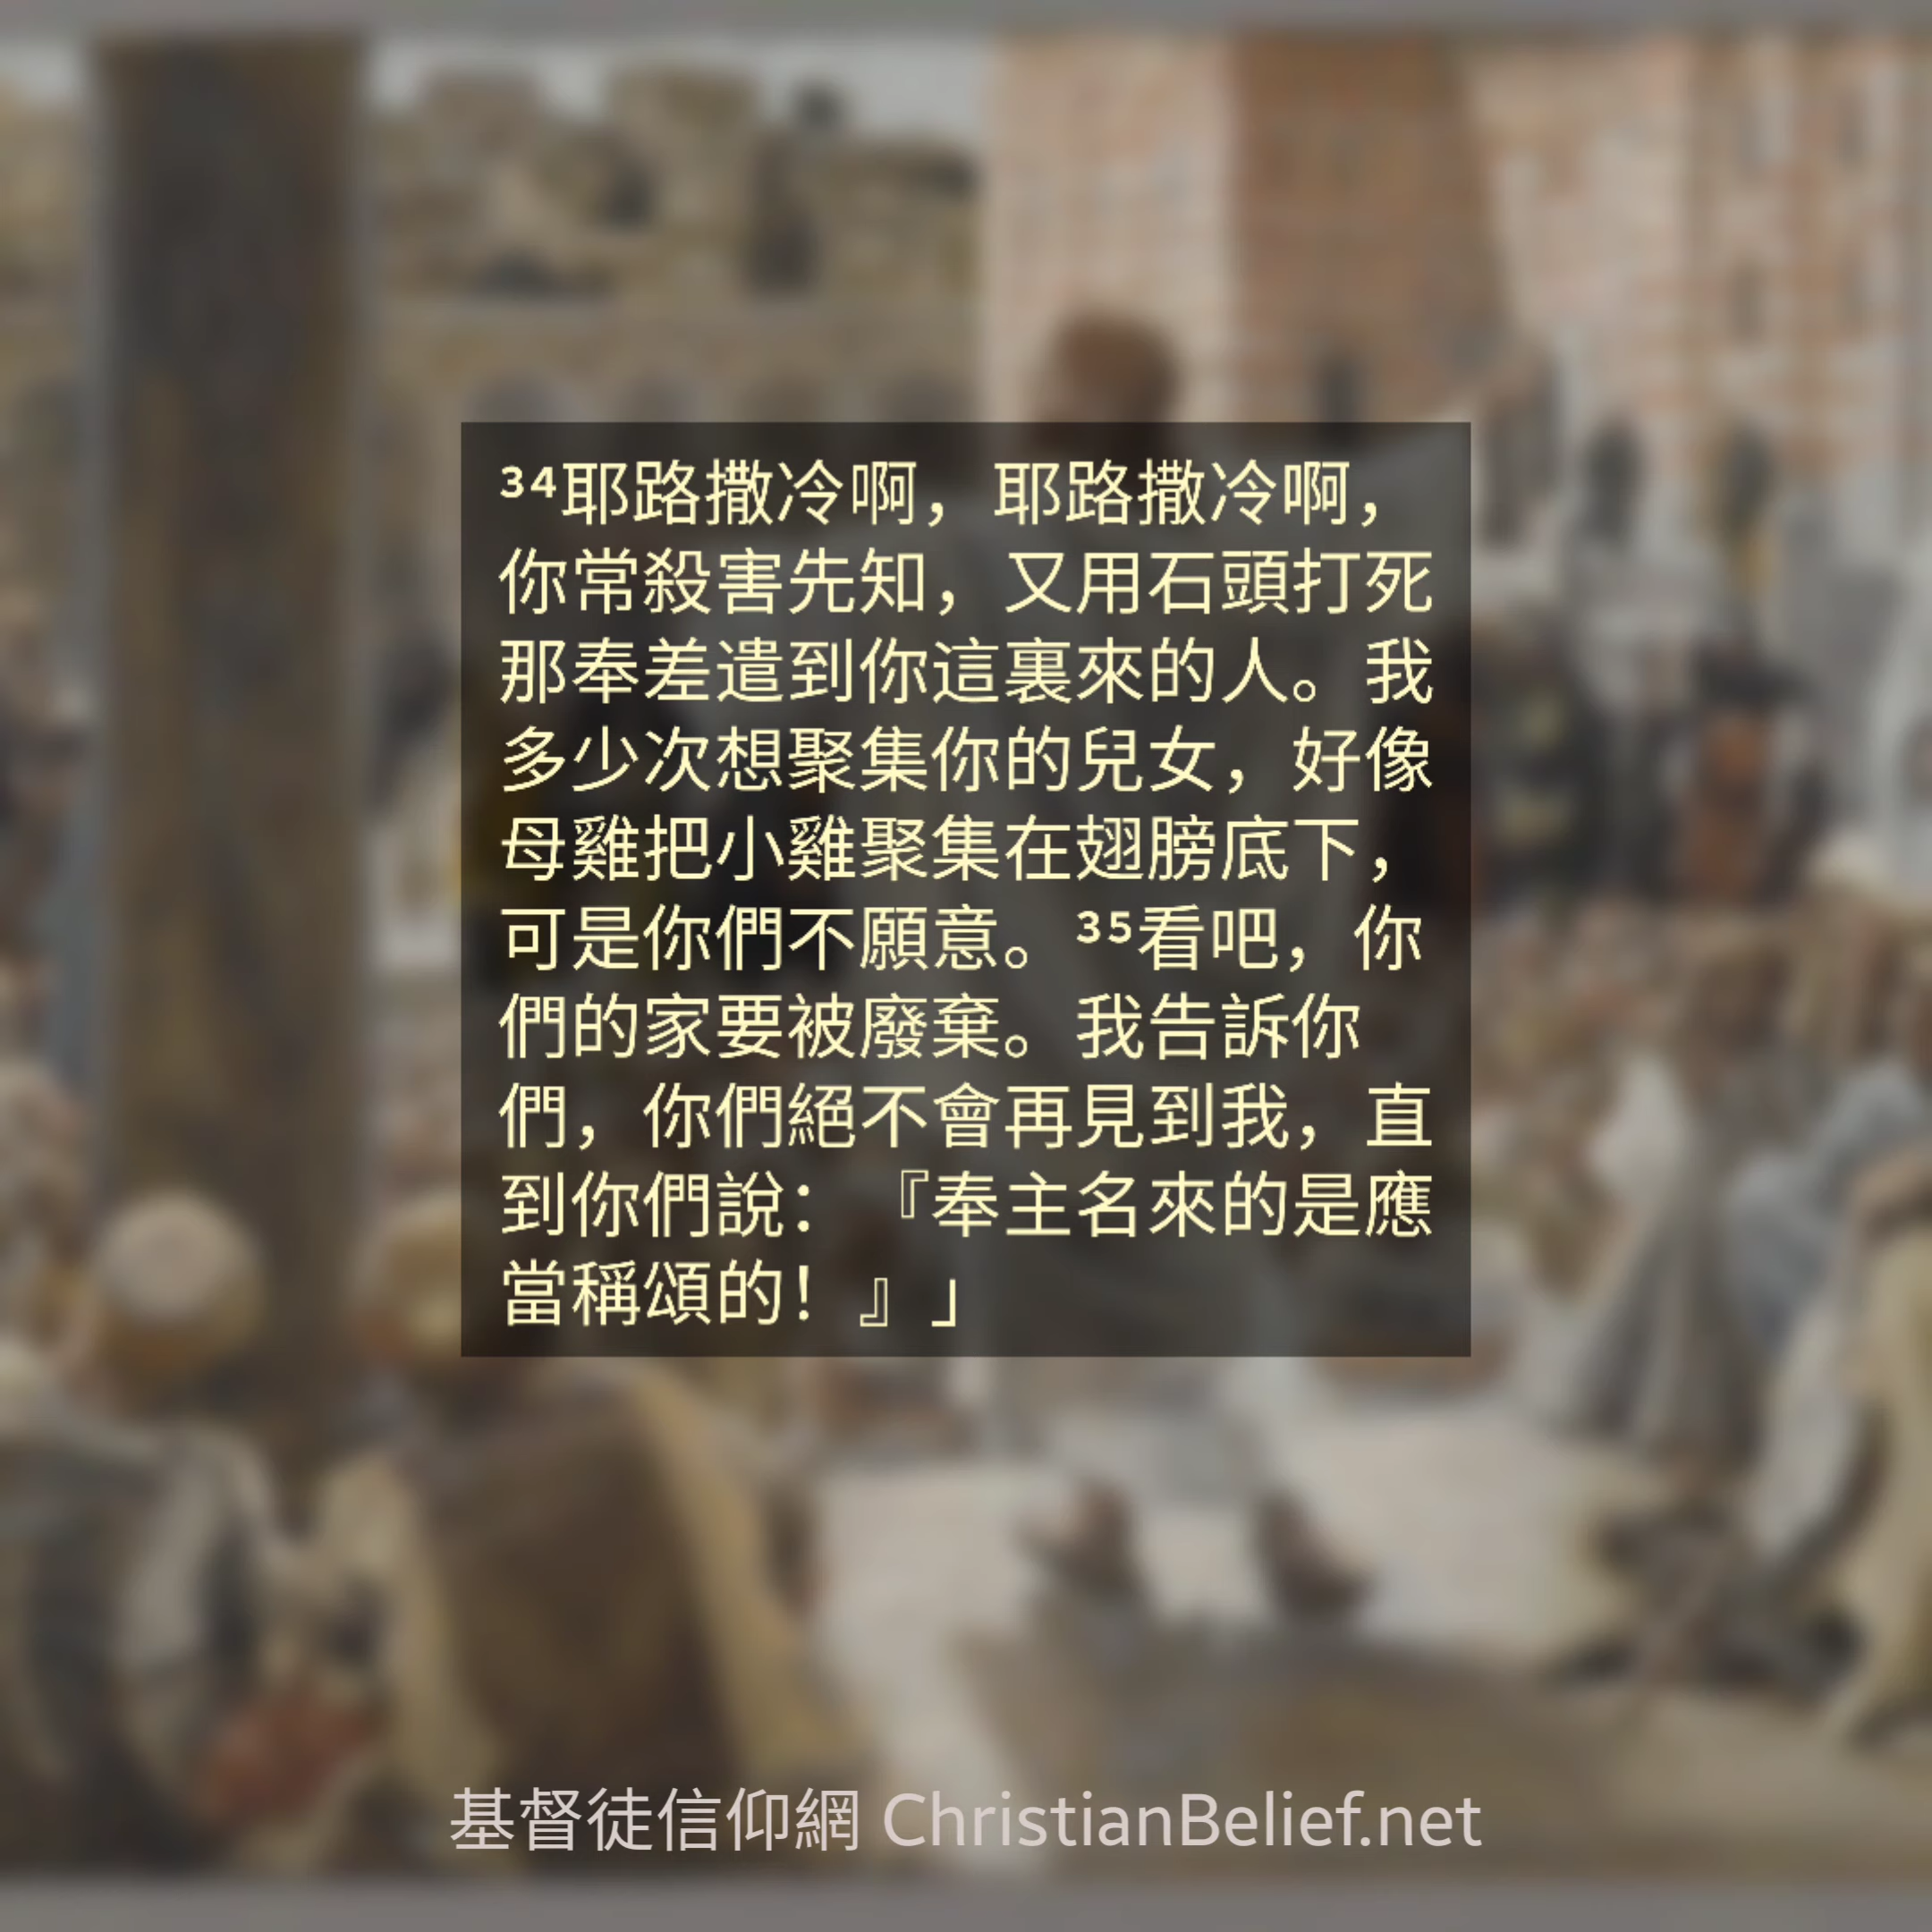 ³⁴耶路撒冷啊，耶路撒冷啊，
你常殺害先知，又用石頭打死
那奉差遣到你這裏來的人。我
多少次想聚集你的兒女，好像
母雞把小雞聚集在翅膀底下，
可是你們不願意。³⁵看吧，你
們的家要被廢棄。我告訴你
們，你們絕不會再見到我，直
到你們說：『奉主名來的是應
當稱頌的！』」
基督徒信仰網 ChristianBelief.net